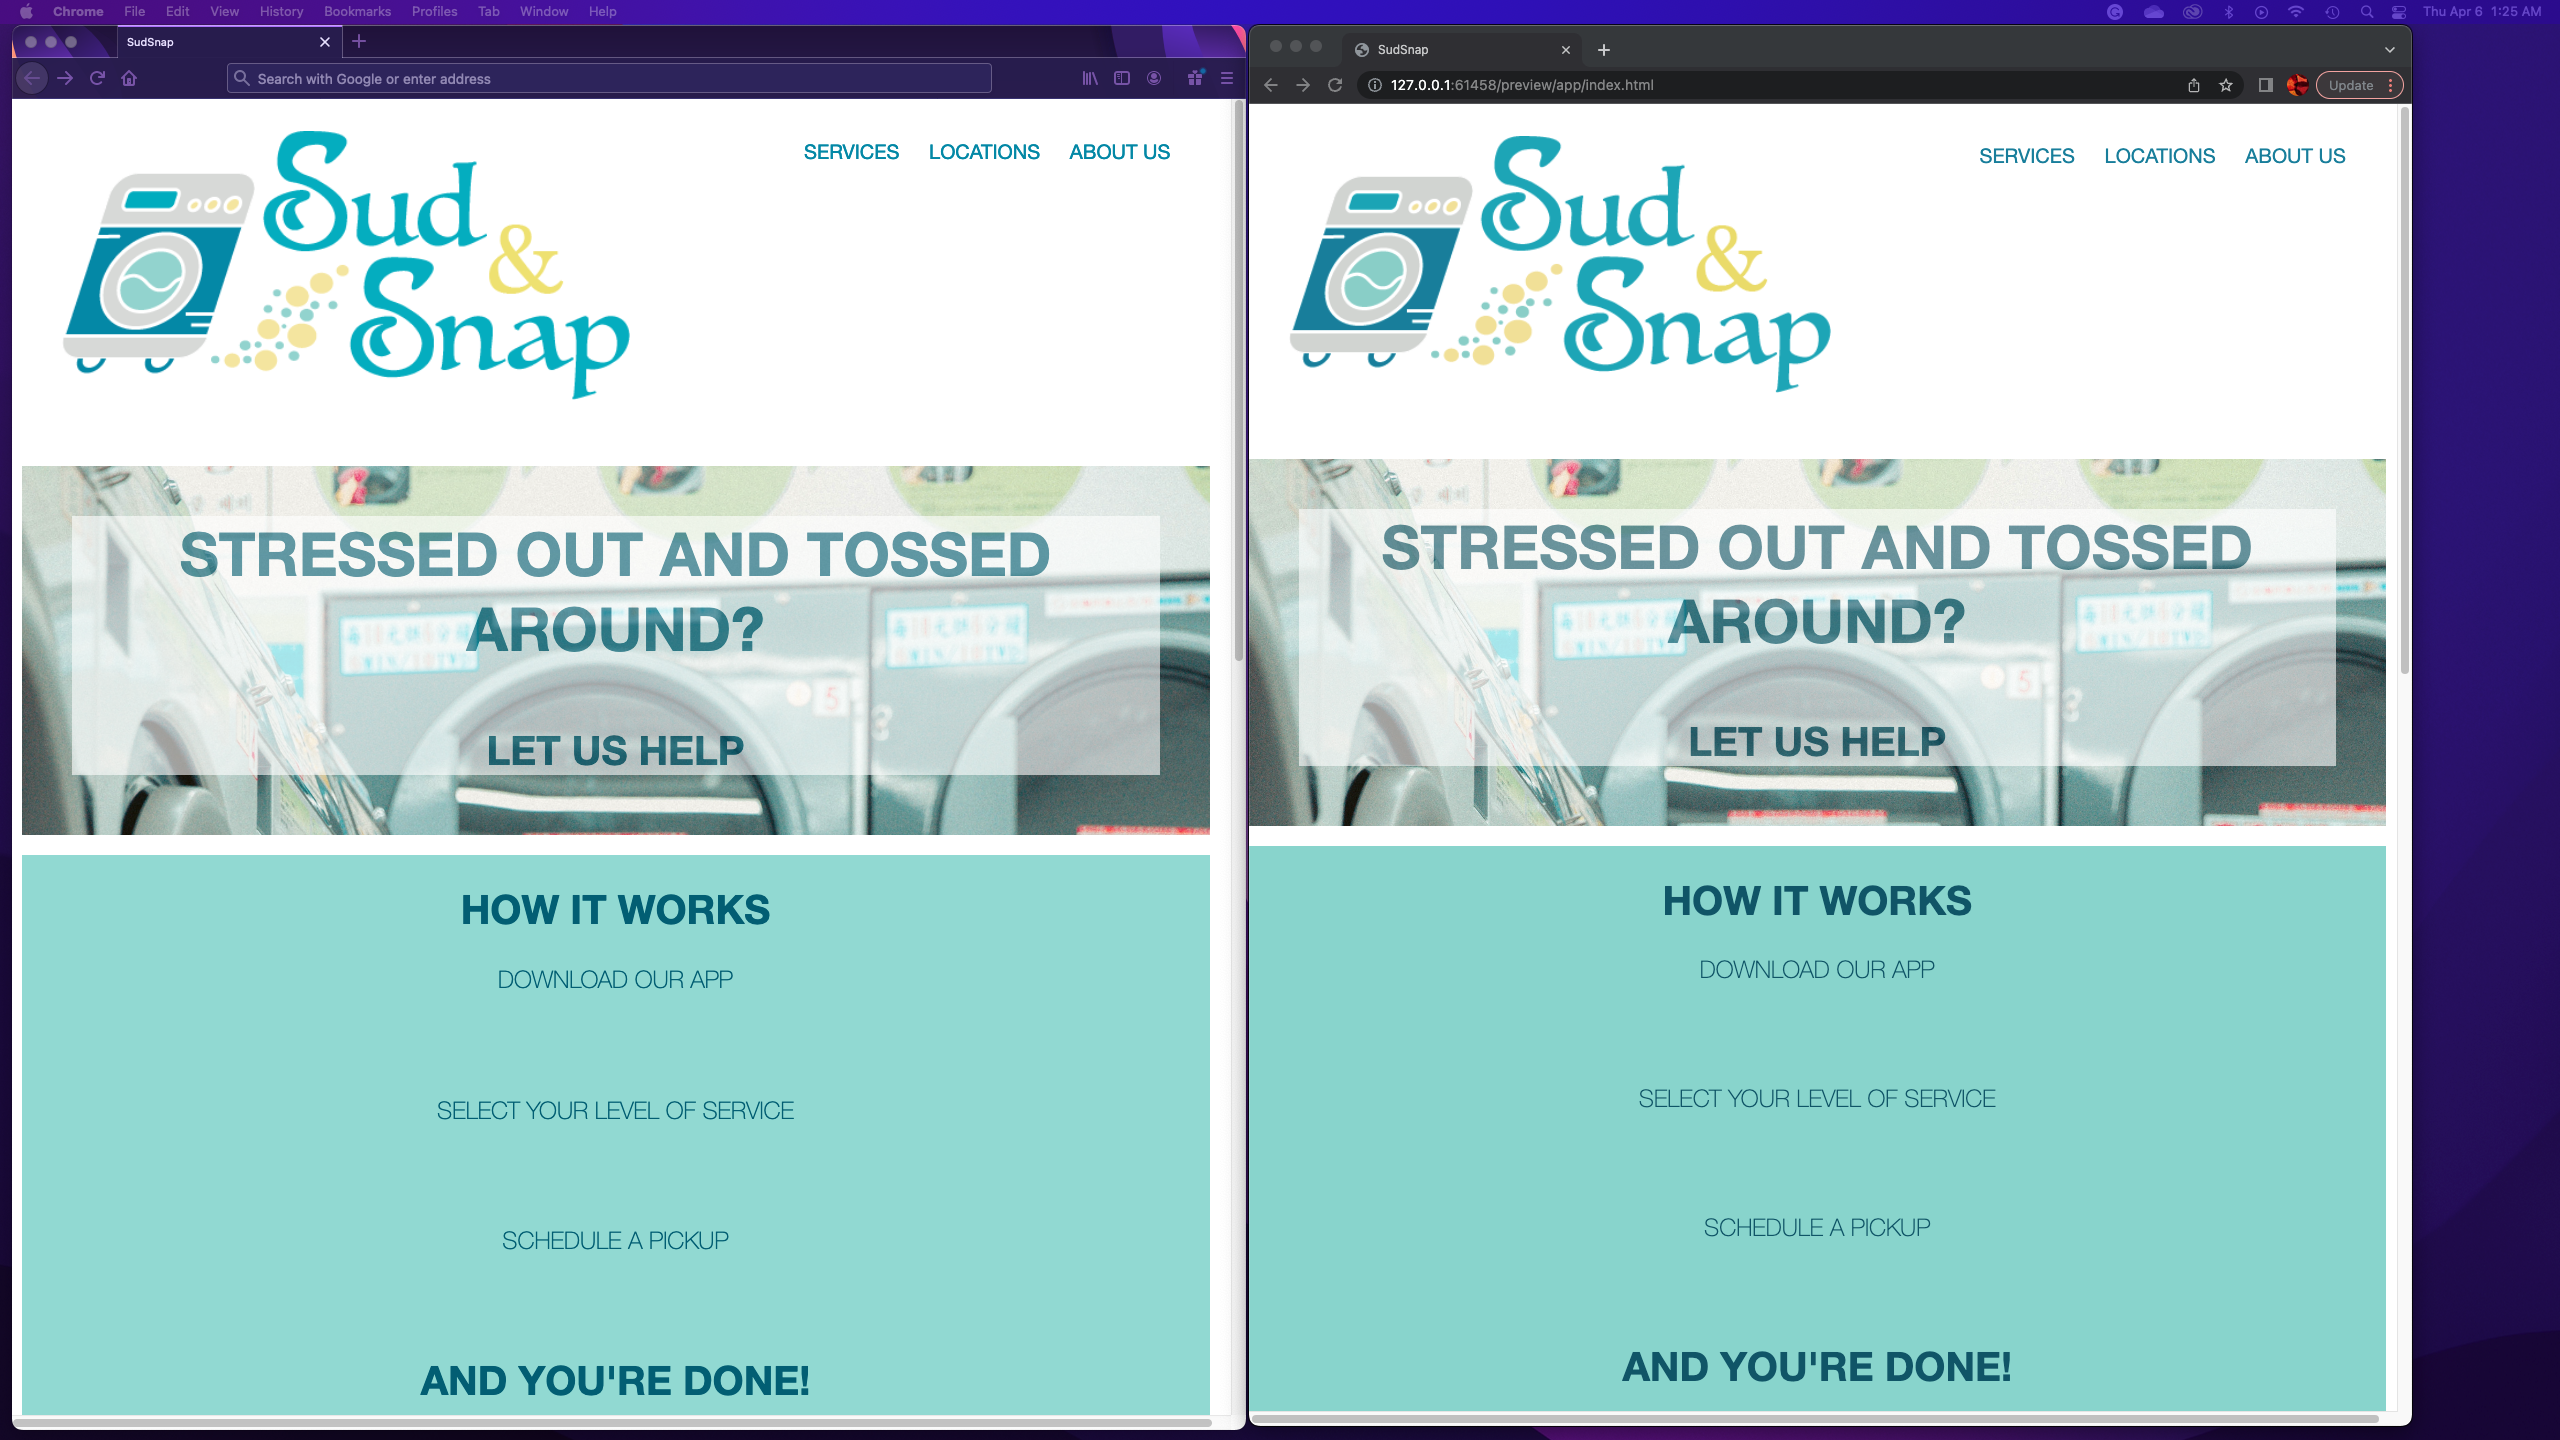 Chrome File Edit View History Bookmarks Profiles Tab Window Help
Thu Apr 6 1:25 AM
SudSnap
Search with Google or enter address
SERVICES LOCATIONS ABOUT US
Sud
&
Snap
STRESSED OUT AND TOSSED
AROUND?
LET US HELP
5
HOW IT WORKS
DOWNLOAD OUR APP
SELECT YOUR LEVEL OF SERVICE
SCHEDULE A PICKUP
AND YOU'RE DONE!
SudSnap
127.0.0.1:61458/preview/app/index.html
Update
SERVICES LOCATIONS ABOUT US
Sud
&
Snap
STRESSED OUT AND TOSSED
AROUND?
LET US HELP
5
HOW IT WORKS
DOWNLOAD OUR APP
SELECT YOUR LEVEL OF SERVICE
SCHEDULE A PICKUP
AND YOU'RE DONE!